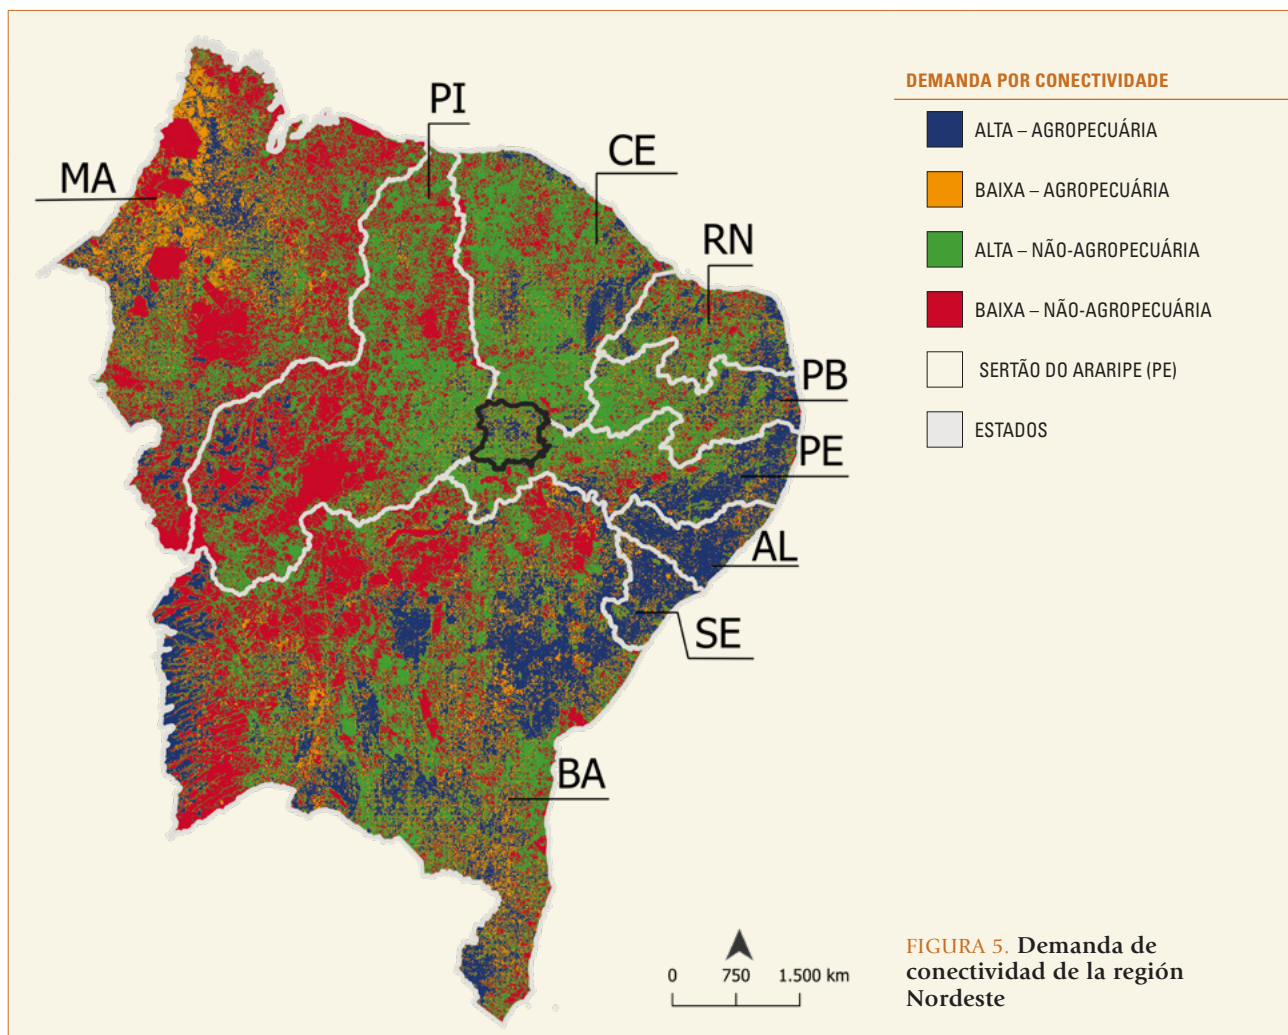 PI
CE
MA
RN
PB
PE
AL
SE
BA
0 750 1.500 km
DEMANDA POR CONECTIVIDADE
ALTA – AGROPECUÁRIA
BAIXA – AGROPECUÁRIA
ALTA – NÃO-AGROPECUÁRIA
BAIXA – NÃO-AGROPECUÁRIA
SERTÃO DO ARARIPE (PE)
ESTADOS
FIGURA 5. Demanda de
conectividad de la región
Nordeste